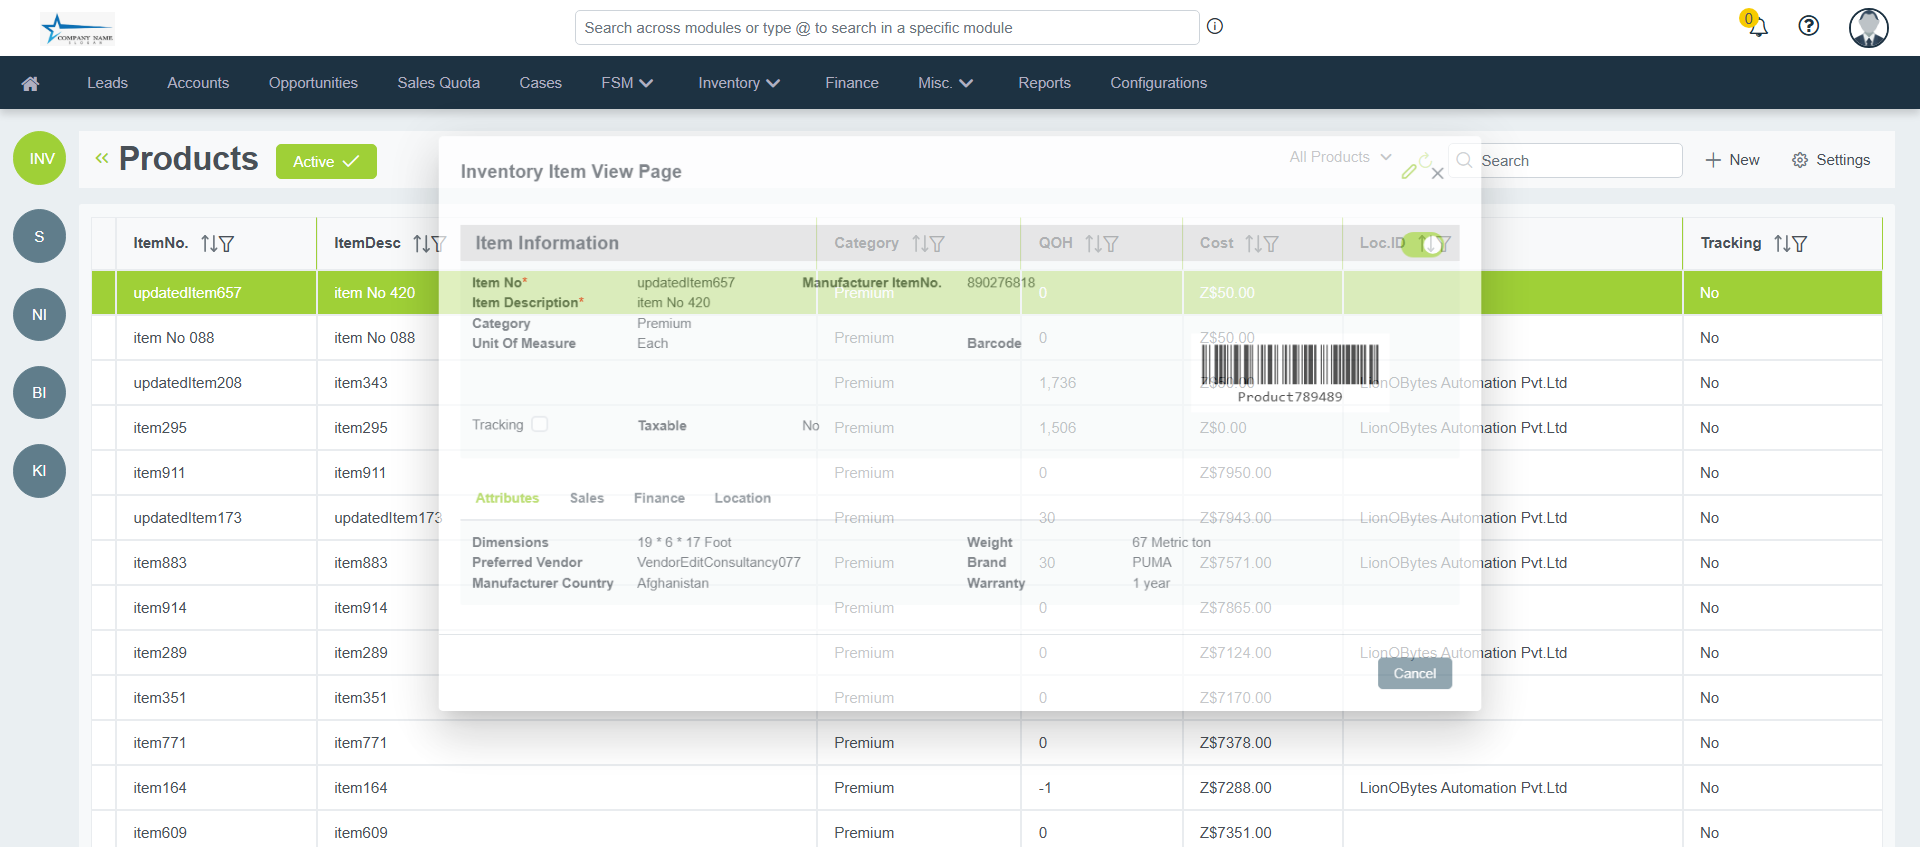 COMPANY NAME
Search across modules or type @ to search in a specific module
0
Leads Accounts Opportunities Sales Quota Cases FSM Inventory Finance Misc. Reports Configurations
INV
« Products Active
Inventory Item View Page
All Products
Search
New
Settings
S
NI
BI
KI
ItemNo. ItemDesc Category QOH Cost Loc.ID Tracking
Item Information
updatedItem657 item No 420 Premium 0 Z$50.00 No
Item No* updatedItem657 Manufacturer ItemNo. 890276818
Item Description* item No 420
Category Premium
Unit Of Measure Each Barcode
Product789489
Tracking Taxable No
Attributes Sales Finance Location
Dimensions 19 * 6 * 17 Foot Weight 67 Metric ton
Preferred Vendor VendorEditConsultancy077 Brand PUMA
Manufacturer Country Afghanistan Warranty 1 year
Cancel
item No 088 item No 088 Premium 0 Z$50.00 No
updatedItem208 item343 Premium 1,736 LionOBytes Automation Pvt.Ltd No
item295 item295 Premium 1,506 Z$0.00 LionOBytes Automation Pvt.Ltd No
item911 item911 Premium 0 Z$7950.00 No
updatedItem173 updatedItem173 Premium 30 Z$7943.00 LionOBytes Automation Pvt.Ltd No
item883 item883 Premium 30 Z$7571.00 LionOBytes Automation Pvt.Ltd No
item914 item914 Premium 0 Z$7865.00 No
item289 item289 Premium 0 Z$7124.00 LionOBytes Automation Pvt.Ltd No
item351 item351 Premium 0 Z$7170.00 No
item771 item771 Premium 0 Z$7378.00 No
item164 item164 Premium -1 Z$7288.00 LionOBytes Automation Pvt.Ltd No
item609 item609 Premium 0 Z$7351.00 No